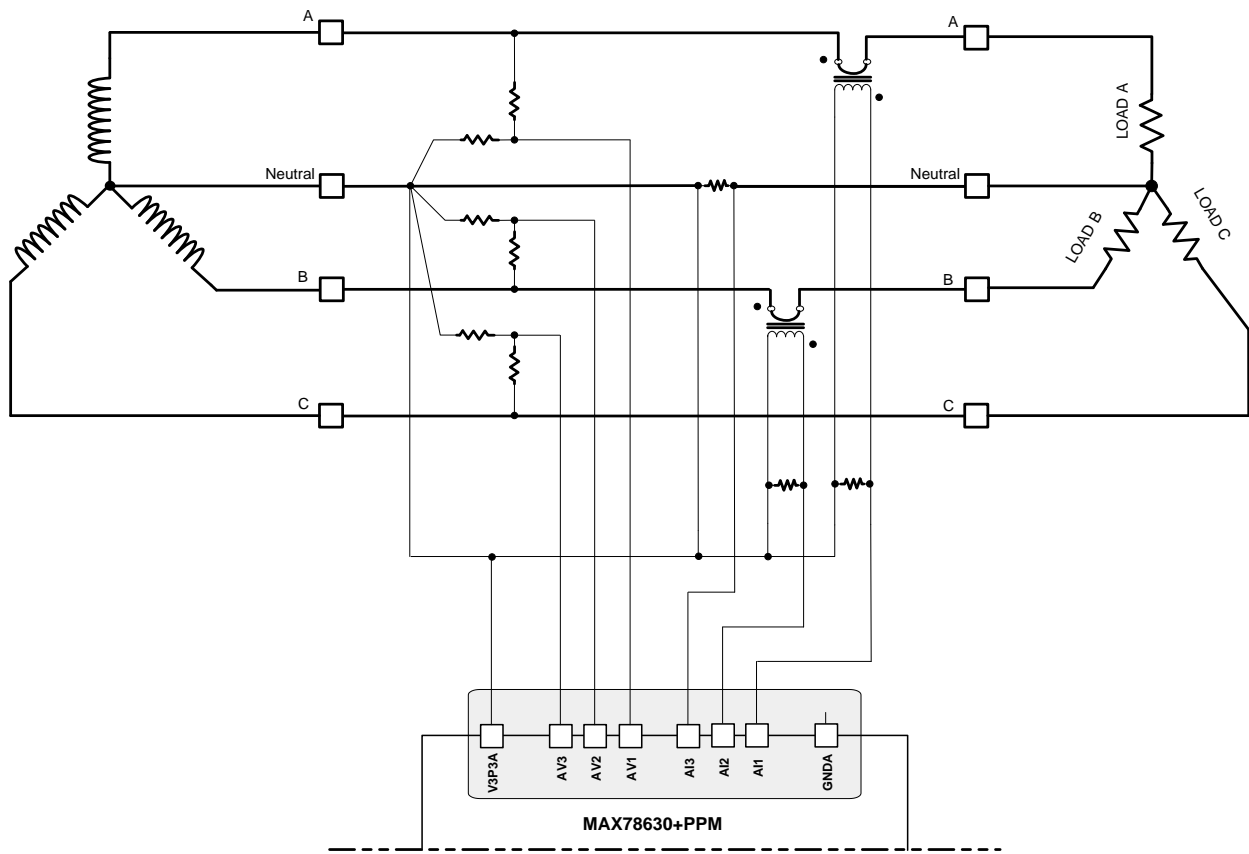 A
A
LOAD A
Neutral
Neutral
LOAD B
LOAD C
B
B
C
C
V3P3A
AV3
AV2
AV1
AI3
AI2
AI1
GNDA
MAX78630+PPM